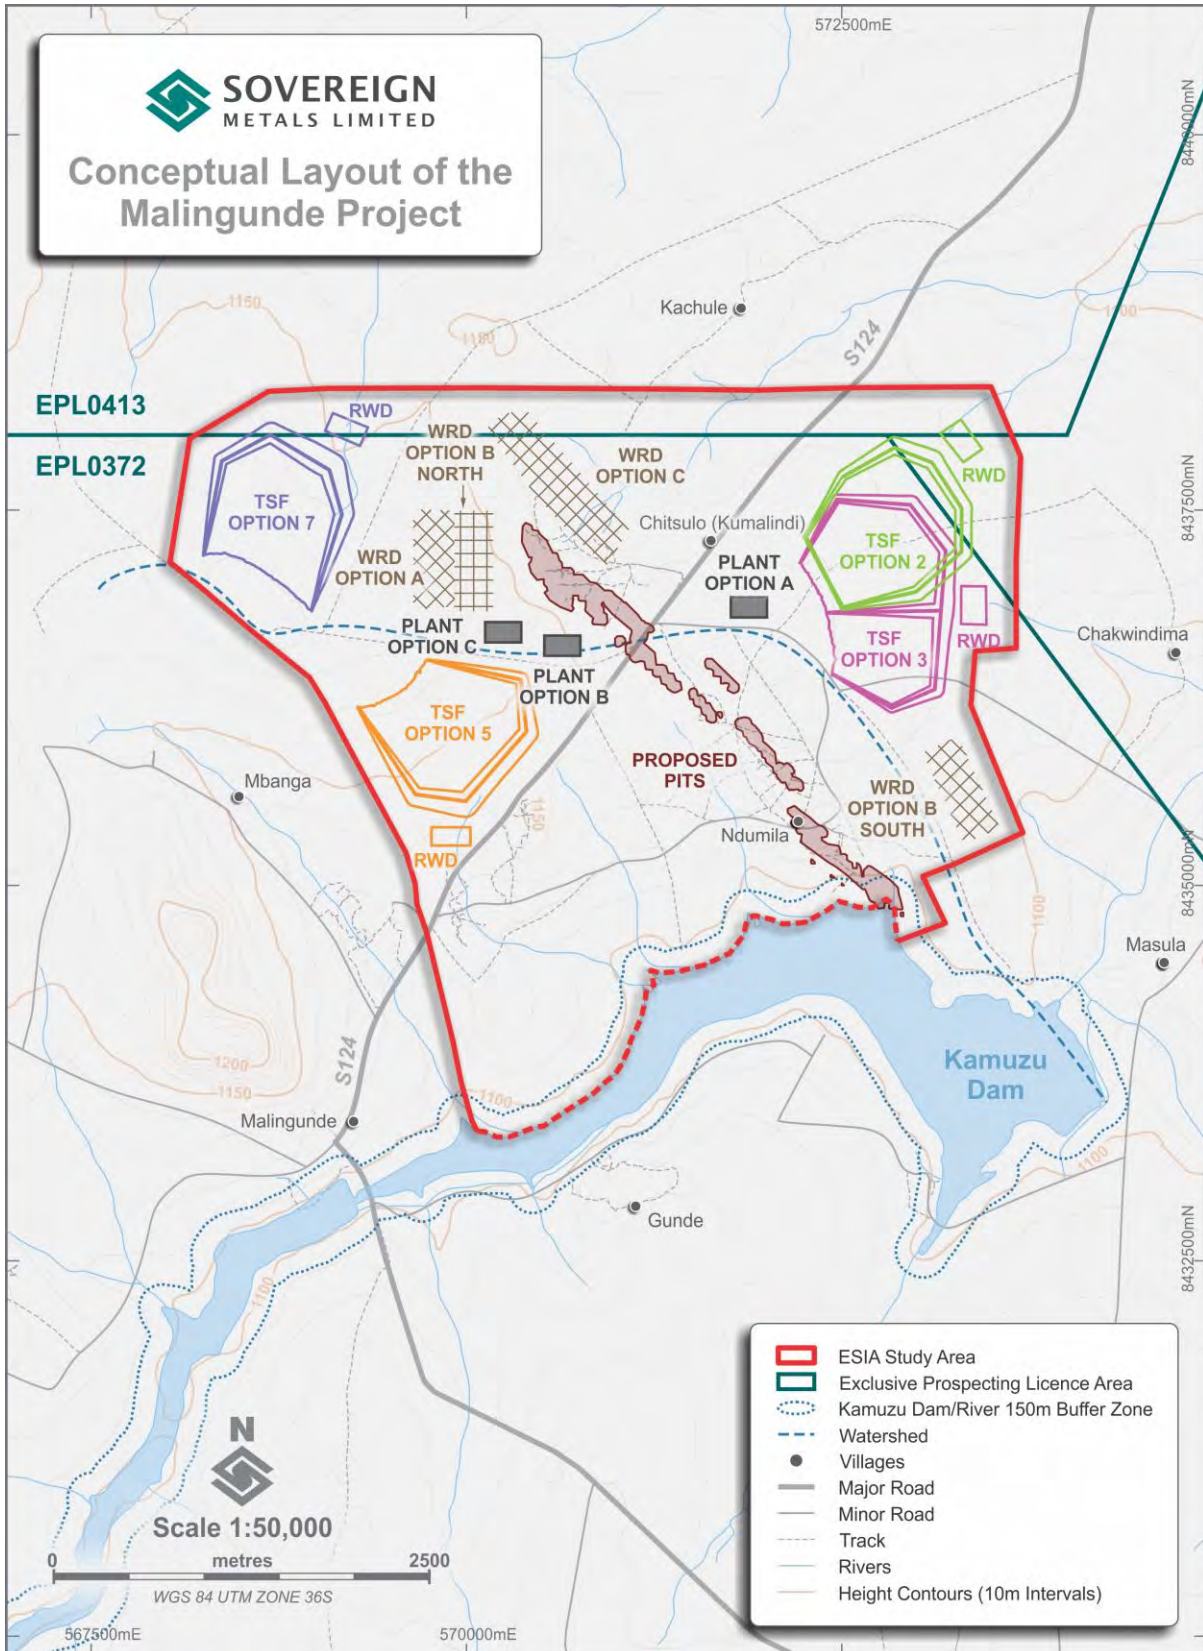 572500mE
SOVEREIGN
METALS LIMITED
Conceptual Layout of the
Malingunde Project
8440000mN
1150
1150
1100
Kachule
S124
EPL0413
EPL0372
RWD
WRD
OPTION B
NORTH
WRD
OPTION C
RWD
8437500mN
TSF
OPTION 7
Chitsulo (Kumalindi)
WRD
OPTION A
PLANT
OPTION A
TSF
OPTION 2
PLANT
OPTION C
PLANT
OPTION B
TSF
OPTION 3
RWD
Chakwindima
TSF
OPTION 5
PROPOSED
PITS
WRD
OPTION B
SOUTH
Mbanga
1150
Ndumila
RWD
8435000mN
1100
Masula
1200
1150
S124
1100
Kamuzu
Dam
Malingunde
1100
Gunde
1100
8432500mN
N
Scale 1:50,000
0 metres 2500
WGS 84 UTM ZONE 36S
ESIA Study Area
Exclusive Prospecting Licence Area
Kamuzu Dam/River 150m Buffer Zone
Watershed
Villages
Major Road
Minor Road
Track
Rivers
Height Contours (10m Intervals)
567500mE
570000mE